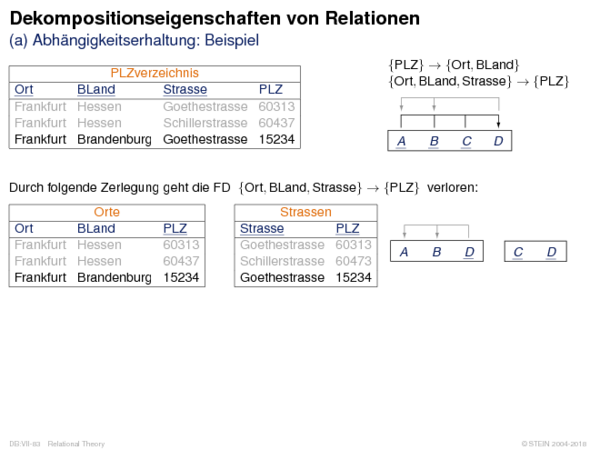 Dekompositionseigenschaften von Relationen
(a) Abhängigkeitserhaltung: Beispiel
PLZverzeichnis
Ort BLand Strasse PLZ
Frankfurt Hessen Goethestrasse 60313
Frankfurt Hessen Schillerstrasse 60437
Frankfurt Brandenburg Goethestrasse 15234
{PLZ} → {Ort, BLand}
{Ort, BLand, Strasse} → {PLZ}
A B C D
Durch folgende Zerlegung geht die FD {Ort, BLand, Strasse} → {PLZ} verloren:
Orte
Ort BLand PLZ
Frankfurt Hessen 60313
Frankfurt Hessen 60437
Frankfurt Brandenburg 15234
Strassen
Strasse PLZ
Goethestrasse 60313
Schillerstrasse 60473
Goethestrasse 15234
A B D
C D
DB:VII-93 Relational Theory
© STEIN 2004-2018